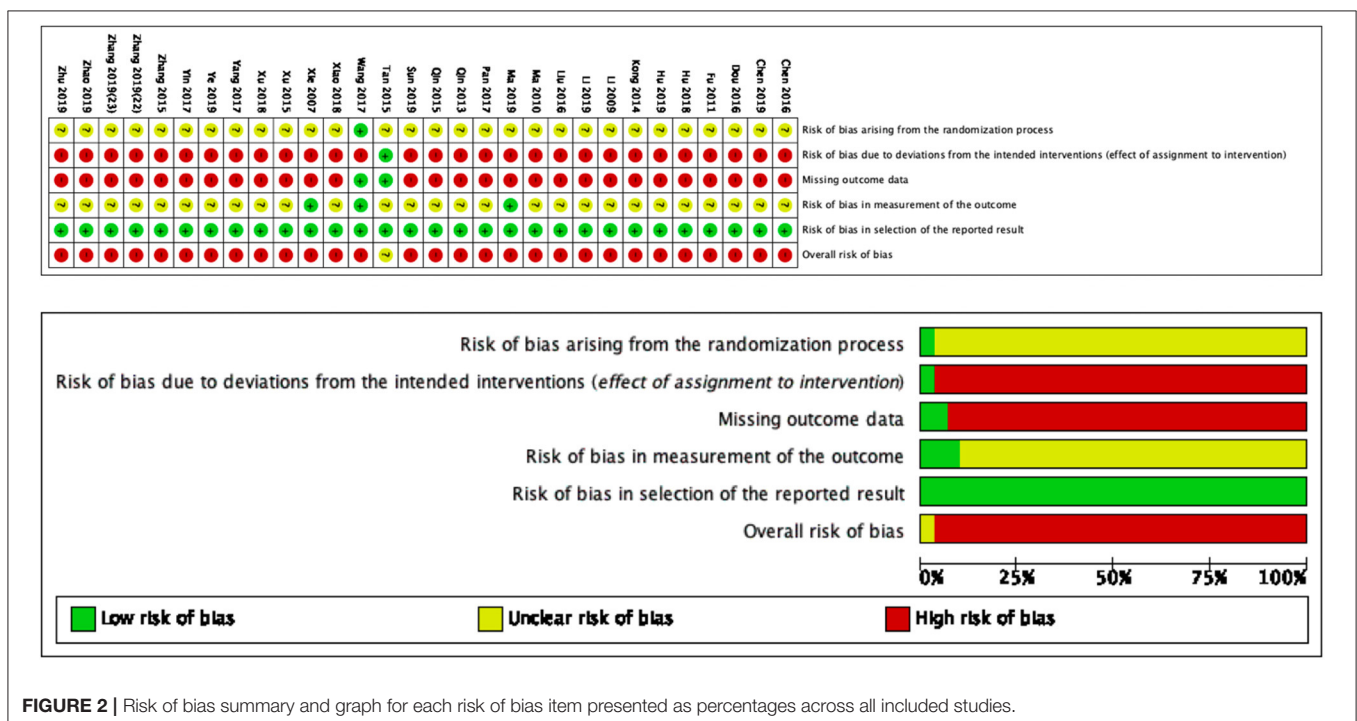 Zhu 2019
Zhao 2019
Zhang 2019(23)
Zhang 2019(22)
Zhang 2015
Yin 2017
Ye 2019
Yang 2017
Xu 2018
Xu 2015
Xie 2007
Xiao 2018
Wang 2017
Tan 2015
Sun 2019
Qin 2015
Qin 2013
Pan 2017
Ma 2019
Ma 2010
Liu 2016
Li 2019
Li 2009
Kong 2014
Hu 2019
Hu 2018
Fu 2011
Dou 2016
Chen 2019
Chen 2016
? ? ? ? ? ? ? ? ? ? ? ? + ? ? ? ? ? ? ? ? ? ? ? ? ? ? ? ? ? Risk of bias arising from the randomization process
- - - - - - - - - - - - - + - - - - - - - - - - - - - - - - Risk of bias due to deviations from the intended interventions (effect of assignment to intervention)
- - - - - - - - - - - - + + - - - - - - - - - - - - - - - - Missing outcome data
? ? ? ? ? ? ? ? ? ? + ? + ? ? ? ? ? + ? ? ? ? ? ? ? ? ? ? ? Risk of bias in measurement of the outcome
+ + + + + + + + + + + + + + + + + + + + + + + + + + + + + + Risk of bias in selection of the reported result
- - - - - - - - - - - - - ? - - - - - - - - - - - - - - - - Overall risk of bias
Risk of bias arising from the randomization process
Risk of bias due to deviations from the intended interventions (effect of assignment to intervention)
Missing outcome data
Risk of bias in measurement of the outcome
Risk of bias in selection of the reported result
Overall risk of bias
0% 25% 50% 75% 100%
Low risk of bias Unclear risk of bias High risk of bias
FIGURE 2 | Risk of bias summary and graph for each risk of bias item presented as percentages across all included studies.